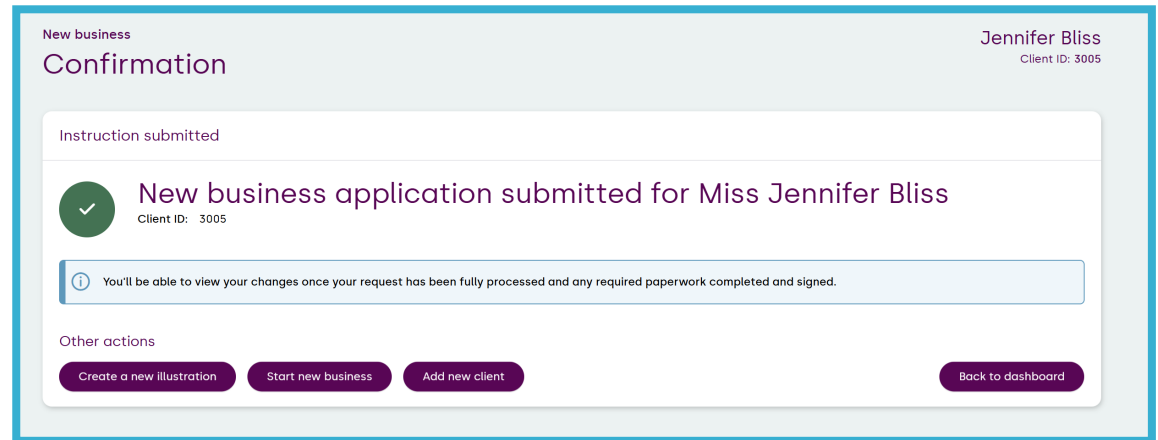 New business
Confirmation
Jennifer Bliss
Client ID: 3005
Instruction submitted
New business application submitted for Miss Jennifer Bliss
Client ID: 3005
You'll be able to view your changes once your request has been fully processed and any required paperwork completed and signed.
Other actions
Create a new illustration
Start new business
Add new client
Back to dashboard